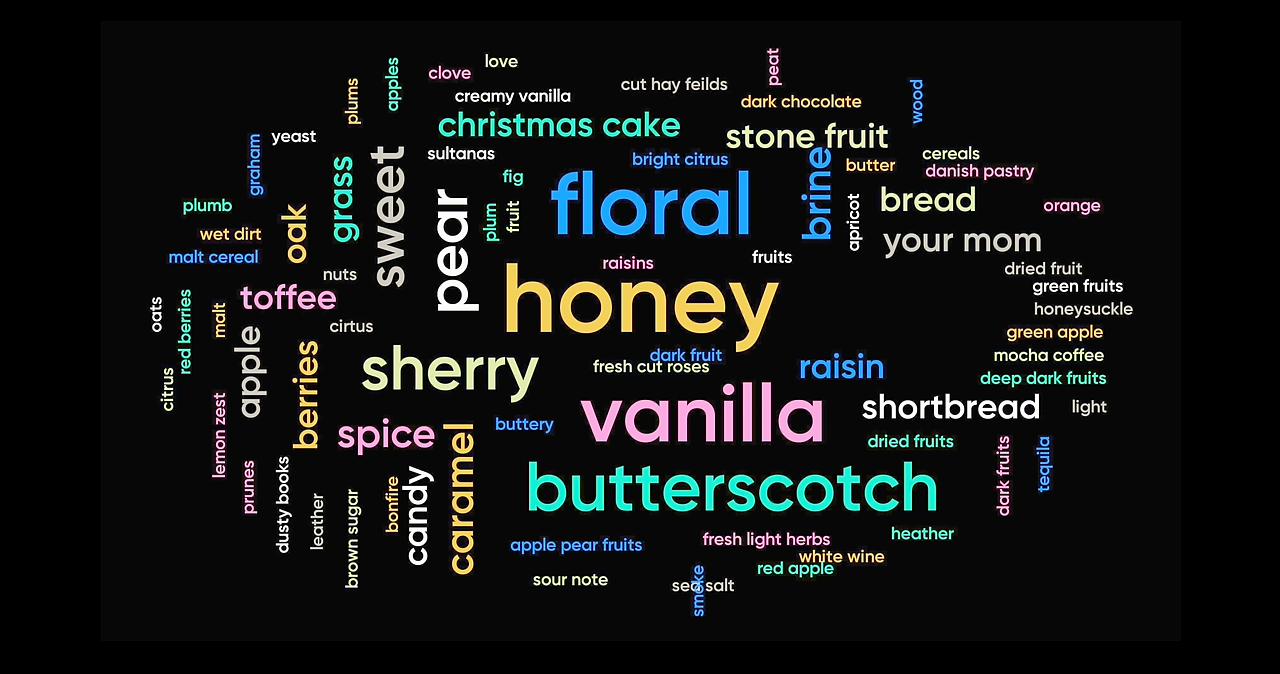 love
clove
apples
peat
cut hay feilds
plums
creamy vanilla
dark chocolate
wood
christmas cake
stone fruit
yeast
graham
grass
sweet
sultanas
bright citrus
brine
butter
cereals
danish pastry
fig
floral
plumb
oak
pear
plum
fruit
apricot
bread
orange
wet dirt
your mom
malt cereal
raisins
fruits
nuts
dried fruit
green fruits
toffee
honey
oats
red berries
malt
cirtus
honeysuckle
green apple
apple
berries
sherry
dark fruit
fresh cut roses
raisin
mocha coffee
deep dark fruits
citrus
vanilla
shortbread
light
lemon zest
spice
caramel
buttery
dried fruits
dark fruits
tequila
prunes
dusty books
leather
brown sugar
bonfire
candy
butterscotch
heather
apple pear fruits
fresh light herbs
white wine
red apple
sour note
sea salt
smoke